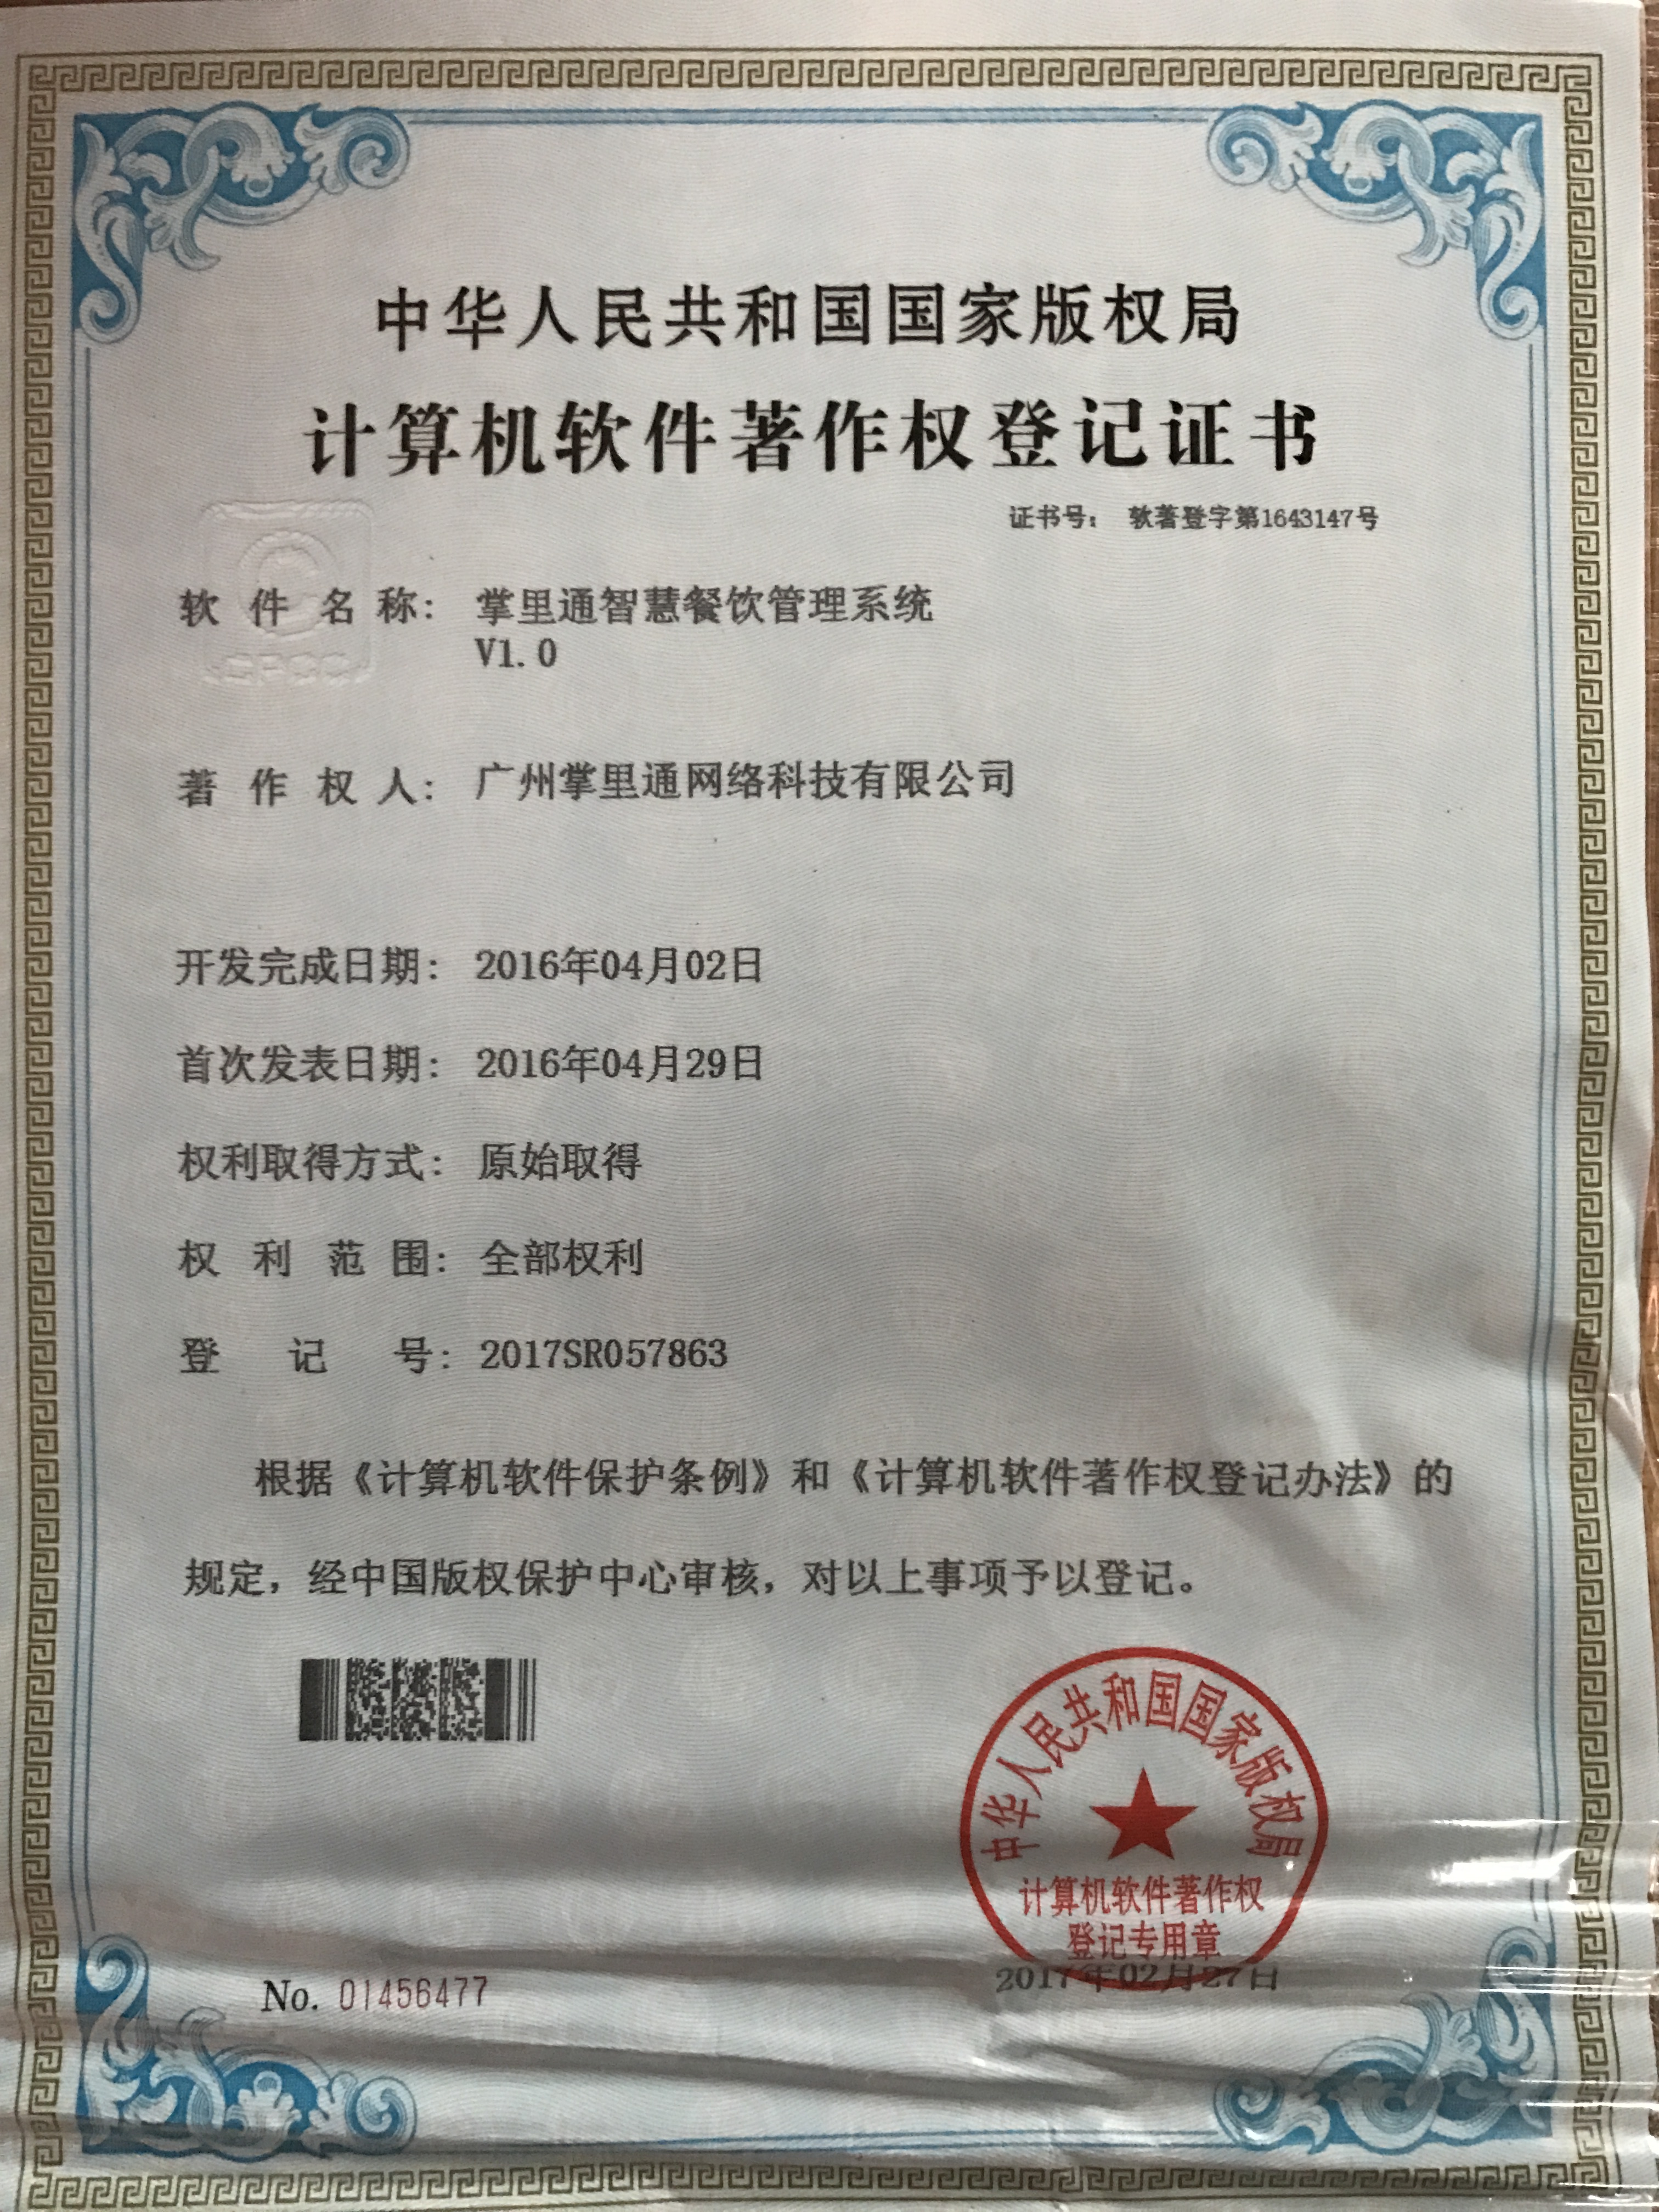 中华人民共和国国家版权局
计算机软件著作权登记证书
证书号： 软著登字第1643147号
软件名称： 掌里通智慧餐饮管理系统
V1.0
著作权人： 广州掌里通网络科技有限公司
开发完成日期： 2016年04月02日
首次发表日期： 2016年04月29日
权利取得方式： 原始取得
权利范围： 全部权利
登记号： 2017SR057863
根据《计算机软件保护条例》和《计算机软件著作权登记办法》的
规定，经中国版权保护中心审核，对以上事项予以登记。
中华人民共和国国家版权局
计算机软件著作权
登记专用章
2017年02月27日
No. 01456477